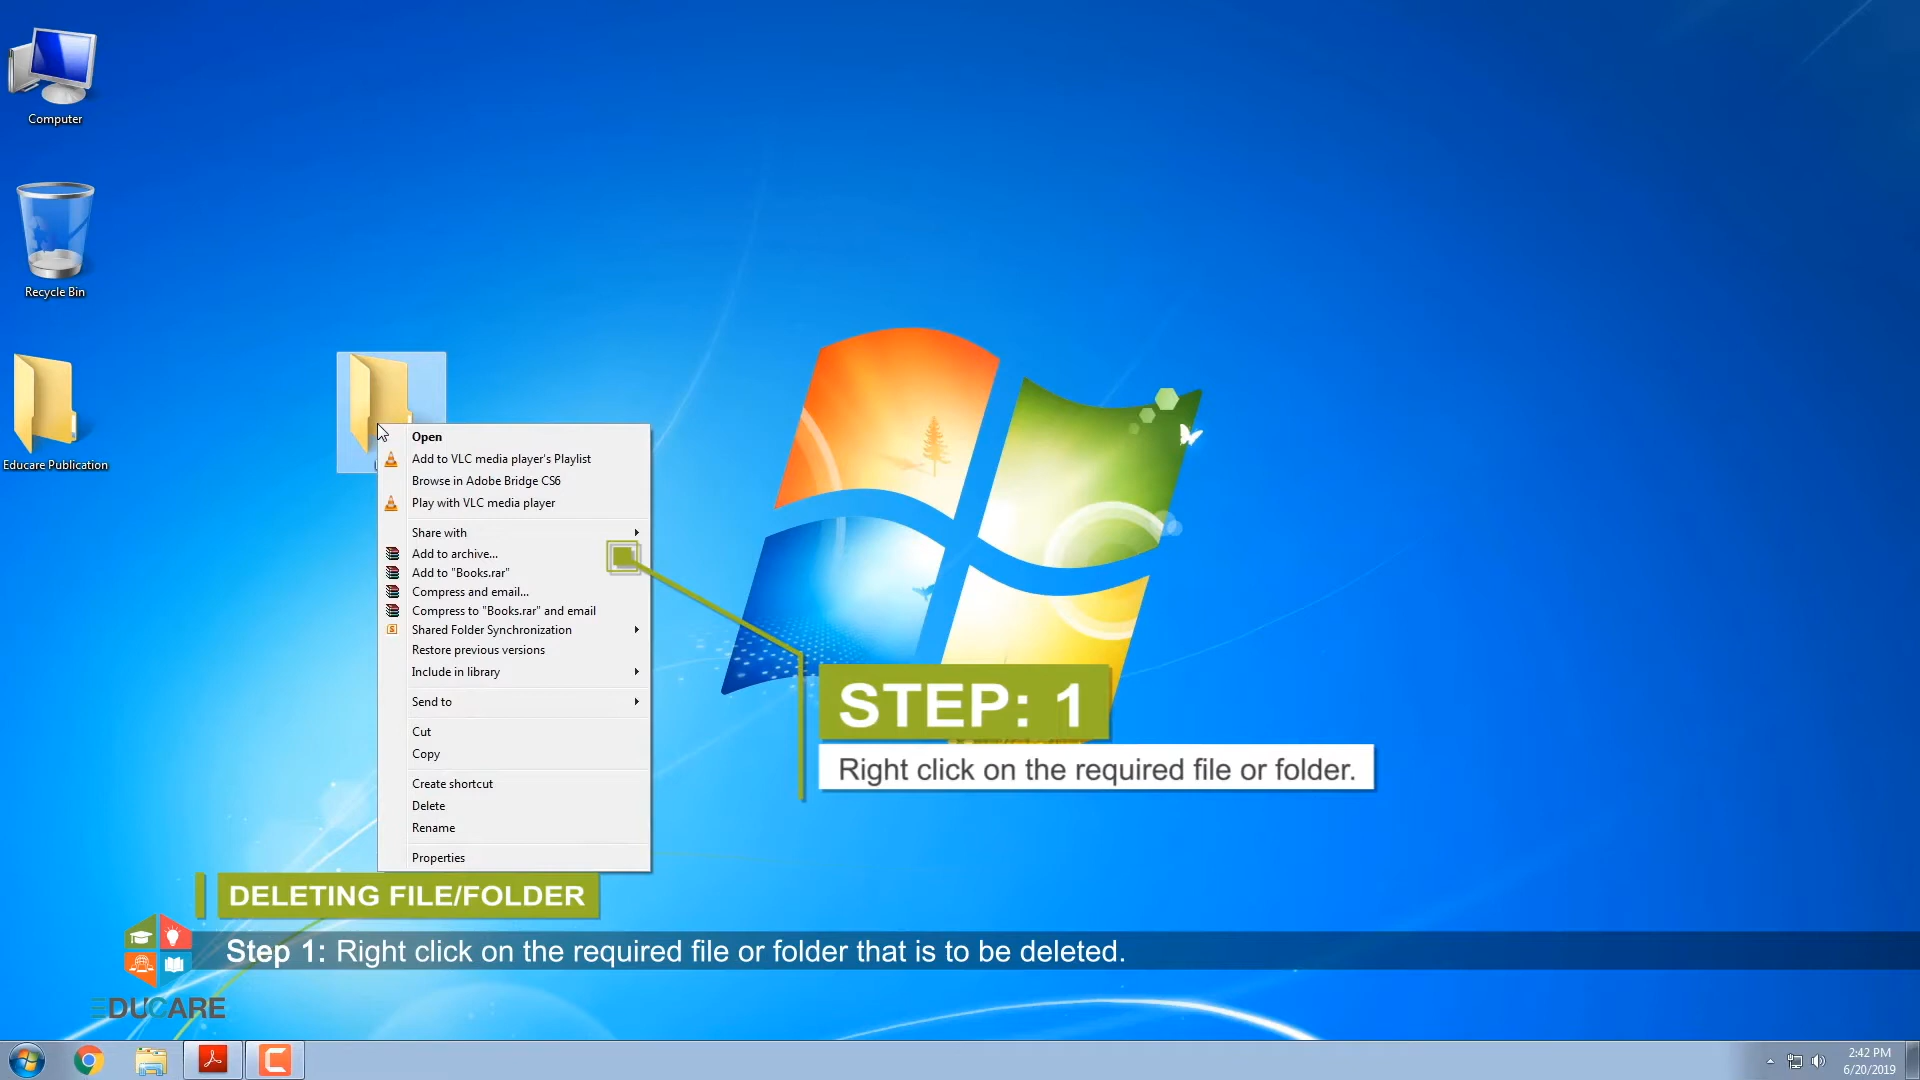 Computer
Recycle Bin
Educare Publication
Open
Add to VLC media player's Playlist
Browse in Adobe Bridge CS6
Play with VLC media player
Share with
Add to archive...
Add to "Books.rar"
Compress and email...
Compress to "Books.rar" and email
Shared Folder Synchronization
Restore previous versions
Include in library
Send to
Cut
Copy
Create shortcut
Delete
Rename
Properties
STEP: 1
Right click on the required file or folder.
DELETING FILE/FOLDER
Step 1: Right click on the required file or folder that is to be deleted.
EDUCARE
2:42 PM
6/20/2019